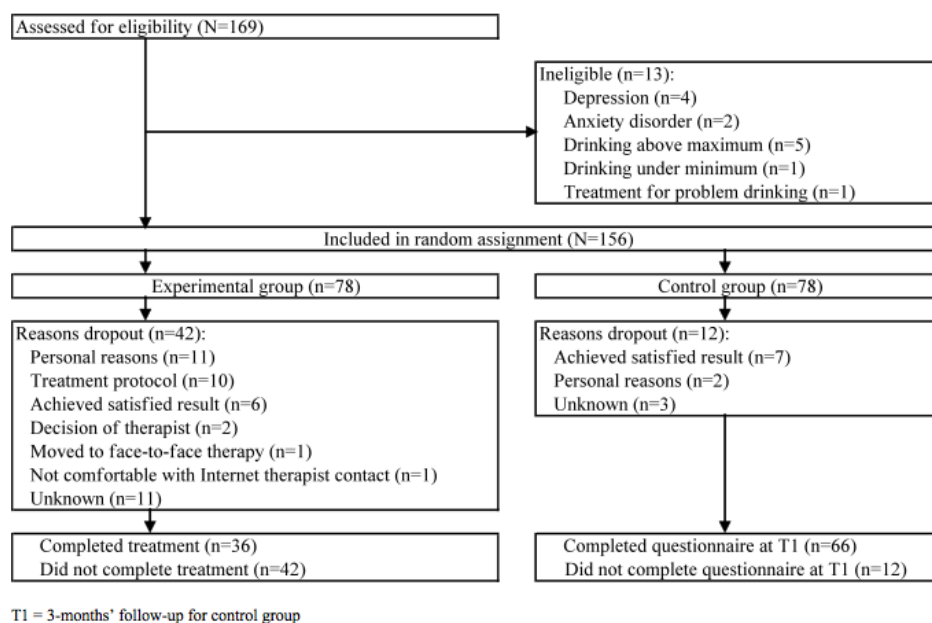 Assessed for eligibility (N=169)
Ineligible (n=13):
Depression (n=4)
Anxiety disorder (n=2)
Drinking above maximum (n=5)
Drinking under minimum (n=1)
Treatment for problem drinking (n=1)
Included in random assignment (N=156)
Experimental group (n=78)
Control group (n=78)
Reasons dropout (n=42):
Personal reasons (n=11)
Treatment protocol (n=10)
Achieved satisfied result (n=6)
Decision of therapist (n=2)
Moved to face-to-face therapy (n=1)
Not comfortable with Internet therapist contact (n=1)
Unknown (n=11)
Reasons dropout (n=12):
Achieved satisfied result (n=7)
Personal reasons (n=2)
Unknown (n=3)
Completed treatment (n=36)
Did not complete treatment (n=42)
Completed questionnaire at T1 (n=66)
Did not complete questionnaire at T1 (n=12)
T1 = 3-months' follow-up for control group